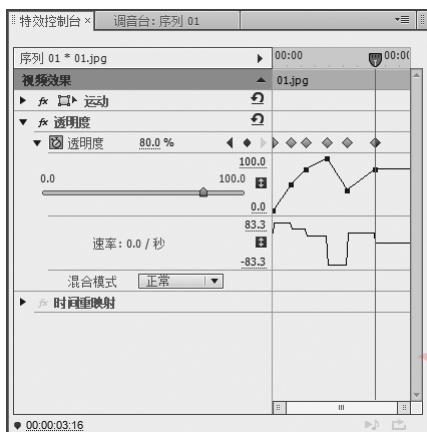 特效控制台 × 调音台: 序列 01
序列 01 * 01.jpg 00:00 00:0(
视频效果 01.jpg
fx 运动
fx 透明度
透明度 80.0 %
100.0
0.0 100.0
0.0
83.3
速率: 0.0 / 秒
-83.3
混合模式 正常
fx 时间重映射
00:00:03:16